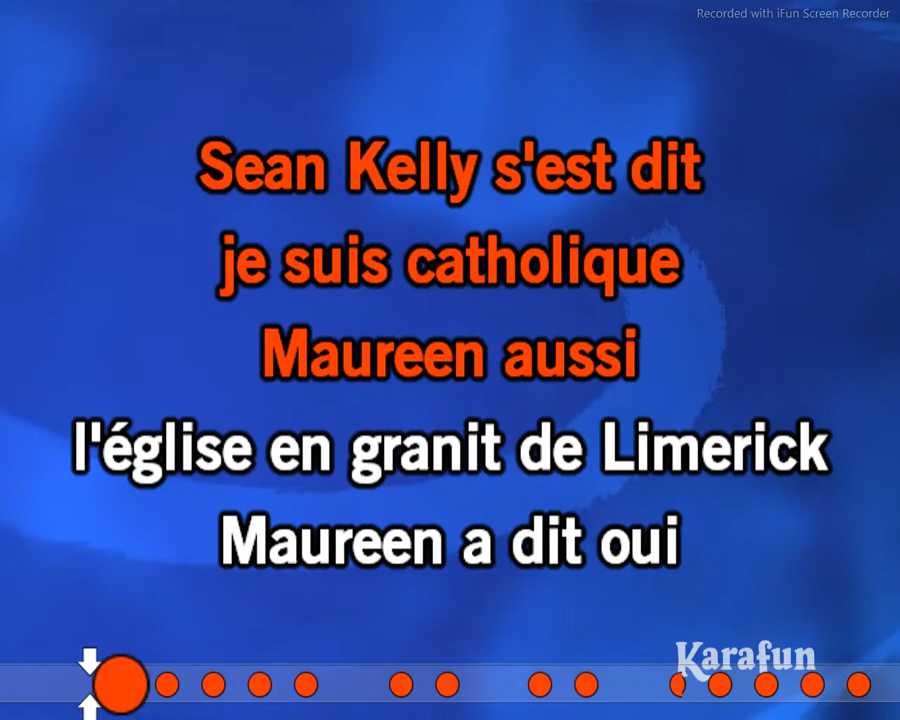 Recorded with iFun Screen Recorder
Sean Kelly s'est dit
je suis catholique
Maureen aussi
l'église en granit de Limerick
Maureen a dit oui
Karafun